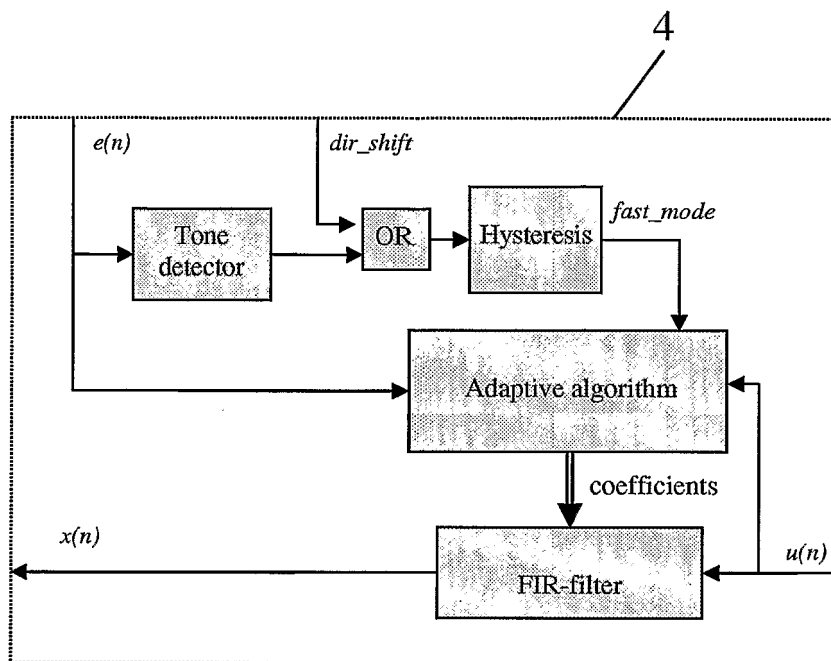 4
e(n)
dir_shift
Tone
detector
OR
Hysteresis
fast_mode
Adaptive algorithm
coefficients
x(n)
u(n)
FIR-filter